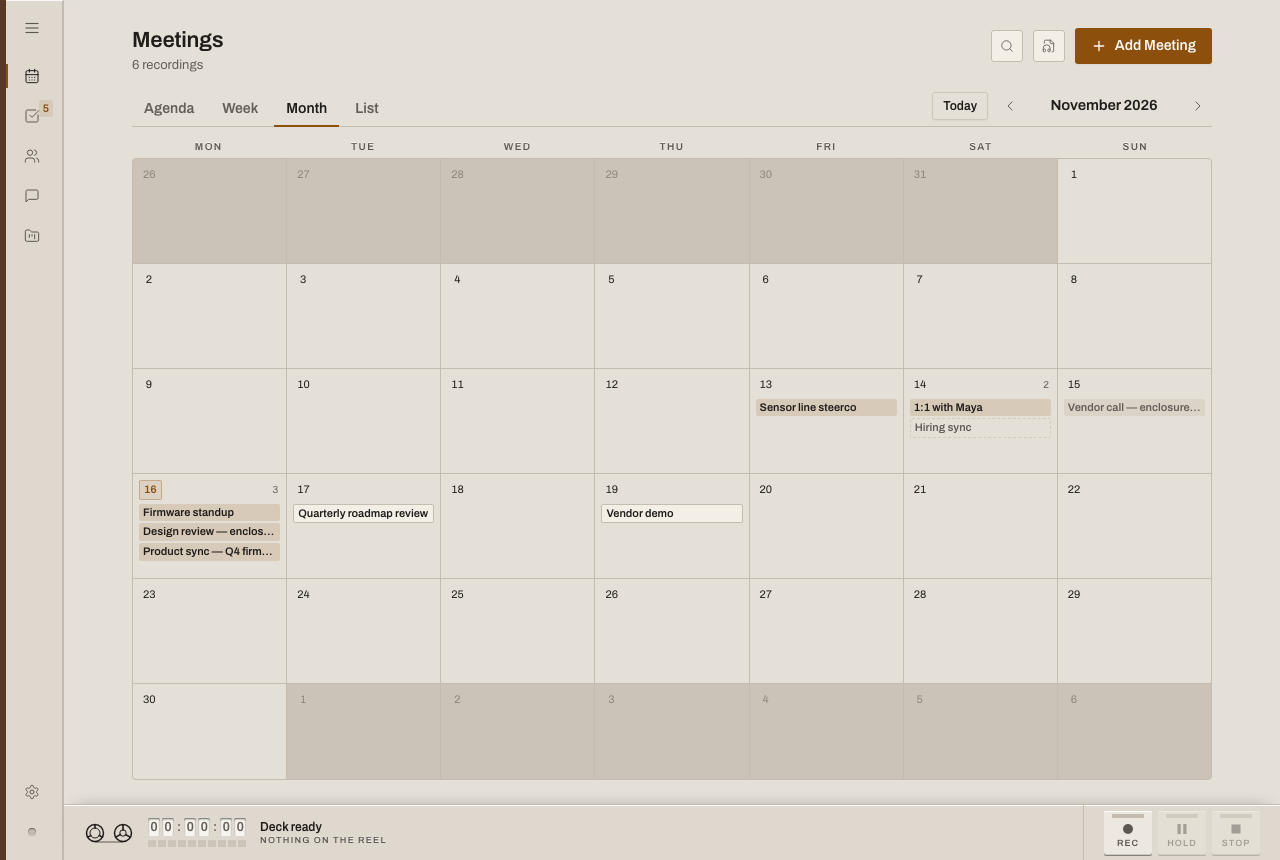 Meetings
6 recordings
Add Meeting
5
Agenda Week Month List
Today November 2026
MON TUE WED THU FRI SAT SUN
26 27 28 29 30 31 1
2 3 4 5 6 7 8
9 10 11 12 13 14 2 15
Sensor line steerco 1:1 with Maya Vendor call — enclosure…
Hiring sync
16 3 17 18 19 20 21 22
Firmware standup Quarterly roadmap review Vendor demo
Design review — enclos…
Product sync — Q4 firm…
23 24 25 26 27 28 29
30 1 2 3 4 5 6
00:00:00
Deck ready
NOTHING ON THE REEL
REC HOLD STOP